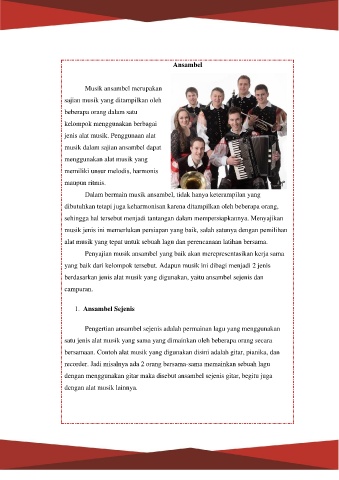 Ansambel
Musik ansambel merupakan
sajian musik yang ditampilkan oleh
beberapa orang dalam satu
kelompok menggunakan berbagai
jenis alat musik. Penggunaan alat
musik dalam sajian ansambel dapat
menggunakan alat musik yang
memiliki unsur melodis, harmonis
maupun ritmis.
Dalam bermain musik ansambel, tidak hanya keterampilan yang
dibutuhkan tetapi juga keharmonisan karena ditampilkan oleh beberapa orang,
sehingga hal tersebut menjadi tantangan dalam mempersiapkannya. Menyajikan
musik jenis ini memerlukan persiapan yang baik, salah satunya dengan pemilihan
alat musik yang tepat untuk sebuah lagu dan perencanaan latihan bersama.
Penyajian musik ansambel yang baik akan merepresentasikan kerja sama
yang baik dari kelompok tersebut. Adapun musik ini dibagi menjadi 2 jenis
berdasarkan jenis alat musik yang digunakan, yaitu ansambel sejenis dan
campuran.
1. Ansambel Sejenis
Pengertian ansambel sejenis adalah permainan lagu yang menggunakan
satu jenis alat musik yang sama yang dimainkan oleh beberapa orang secara
bersamaan. Contoh alat musik yang digunakan disini adalah gitar, pianika, dan
recorder. Jadi misalnya ada 2 orang bersama-sama memainkan sebuah lagu
dengan menggunakan gitar maka disebut ansambel sejenis gitar, begitu juga
dengan alat musik lainnya.